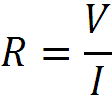 R = V/I